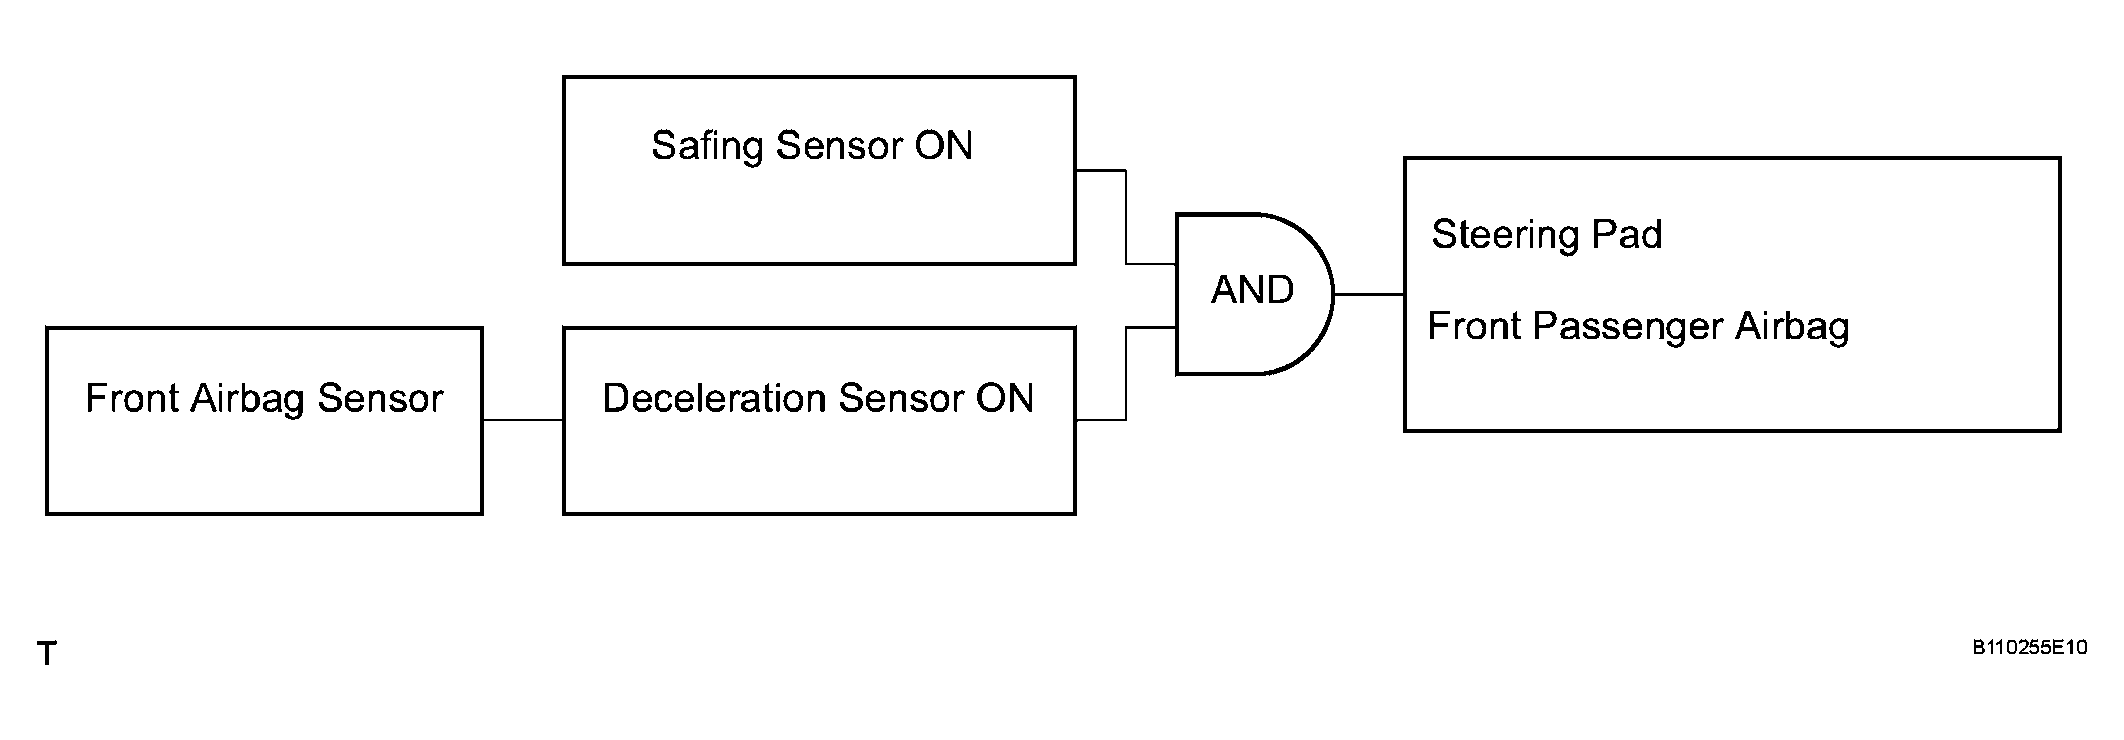 Safing Sensor ON
Front Airbag Sensor
Deceleration Sensor ON
AND
Steering Pad
Front Passenger Airbag
T
B110255E10